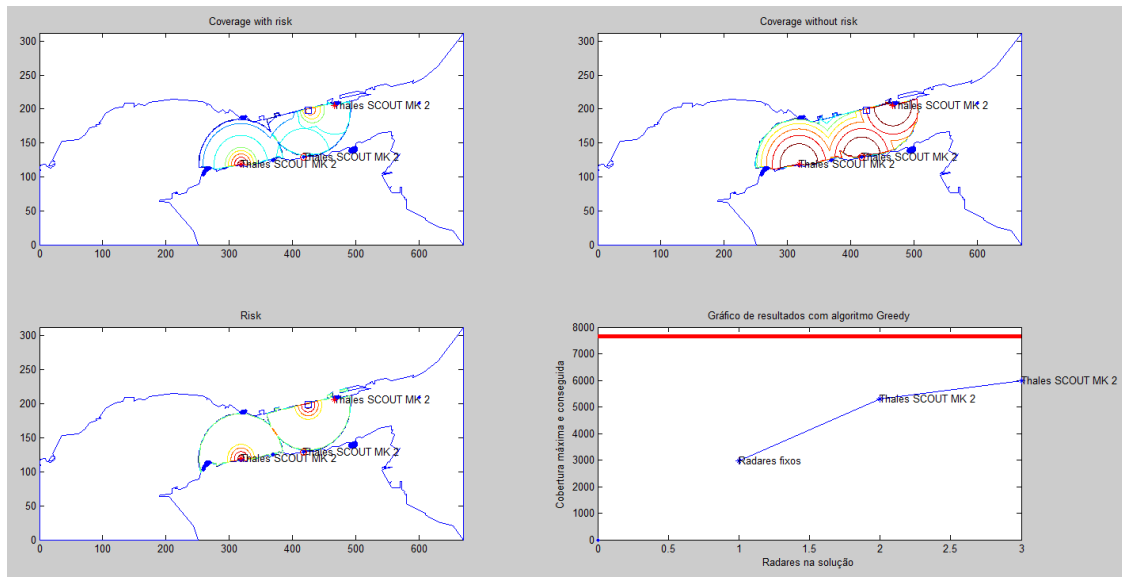 Coverage with risk
300
250
200
150
100
50
0
0 100 200 300 400 500 600
Thales SCOUT MK 2
Thales SCOUT MK 2
Thales SCOUT MK 2
Coverage without risk
300
250
200
150
100
50
0
0 100 200 300 400 500 600
Thales SCOUT MK 2
Thales SCOUT MK 2
Thales SCOUT MK 2
Risk
300
250
200
150
100
50
0
0 100 200 300 400 500 600
Thales SCOUT MK 2
Thales SCOUT MK 2
Thales SCOUT MK 2
Gráfico de resultados com algoritmo Greedy
Cobertura máxima e conseguida
8000
7000
6000
5000
4000
3000
2000
1000
0
0 0.5 1 1.5 2 2.5 3
Thales SCOUT MK 2
Thales SCOUT MK 2
Radares fixos
Radares na solução